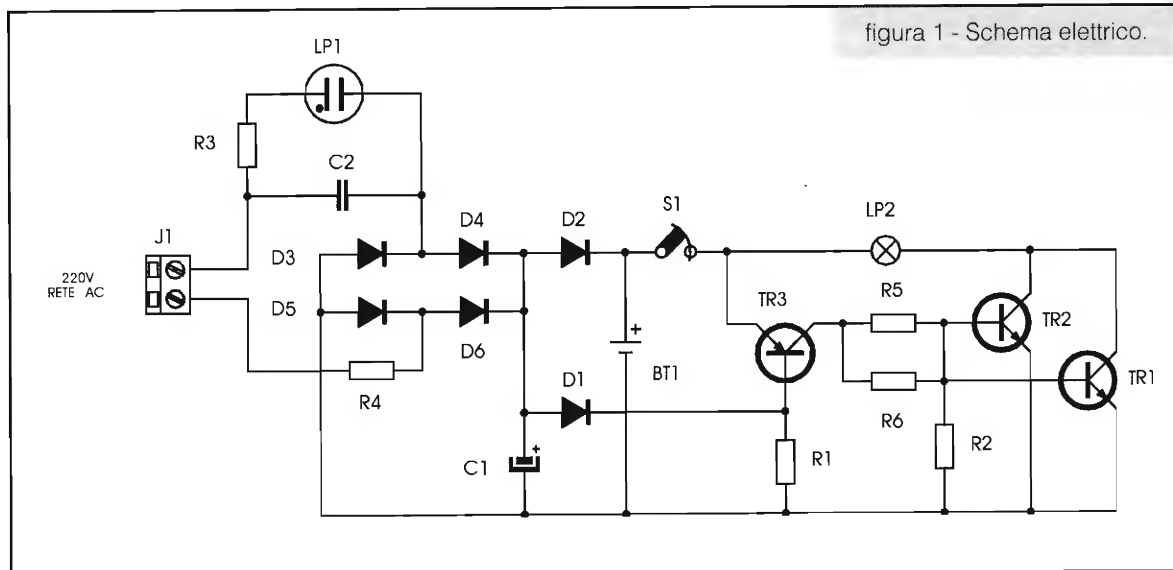 figura 1 - Schema elettrico.
LP1
R3
C2
J1
220V
RETE AC
D3
D4
D2
S1
LP2
D5
D6
R4
D1
C1
+
+
BT1
TR3
R5
R6
R1
R2
TR2
TR1